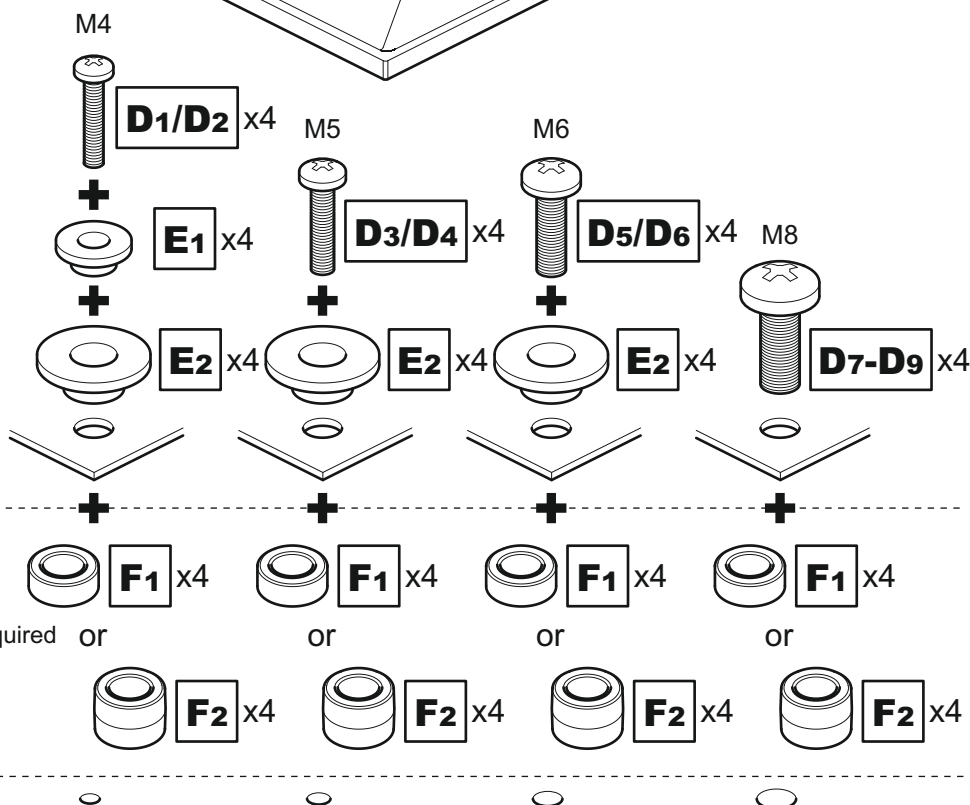 M4
D1/D2 x4
M5
M6
E1 x4
D3/D4 x4
D5/D6 x4
M8
E2 x4
E2 x4
E2 x4
D7-D9 x4
F1 x4
F1 x4
F1 x4
F1 x4
or
or
or
or
F2 x4
F2 x4
F2 x4
F2 x4